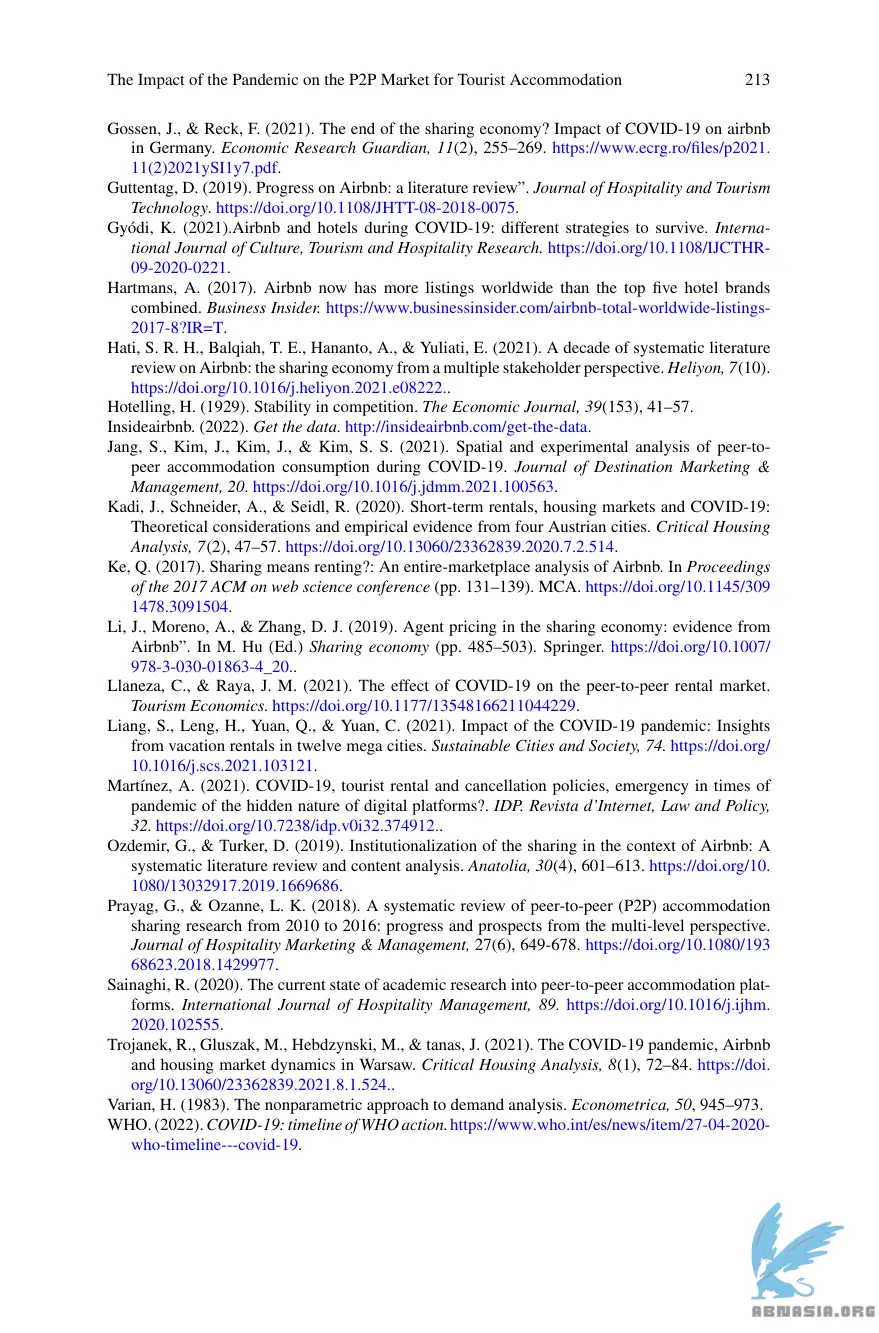 The Impact of the Pandemic on the P2P Market for Tourist Accommodation 213
Gossen, J., & Reck, F. (2021). The end of the sharing economy? Impact of COVID-19 on airbnb
in Germany. Economic Research Guardian, 11(2), 255–269. https://www.ecrg.ro/files/p2021.
11(2)2021ySI1y7.pdf.
Guttentag, D. (2019). Progress on Airbnb: a literature review”. Journal of Hospitality and Tourism
Technology. https://doi.org/10.1108/JHTT-08-2018-0075.
Gyódi, K. (2021).Airbnb and hotels during COVID-19: different strategies to survive. Interna-
tional Journal of Culture, Tourism and Hospitality Research. https://doi.org/10.1108/IJCTHR-
09-2020-0221.
Hartmans, A. (2017). Airbnb now has more listings worldwide than the top five hotel brands
combined. Business Insider. https://www.businessinsider.com/airbnb-total-worldwide-listings-
2017-8?IR=T.
Hati, S. R. H., Balqiah, T. E., Hananto, A., & Yuliati, E. (2021). A decade of systematic literature
review on Airbnb: the sharing economy from a multiple stakeholder perspective. Heliyon, 7(10).
https://doi.org/10.1016/j.heliyon.2021.e08222..
Hotelling, H. (1929). Stability in competition. The Economic Journal, 39(153), 41–57.
Insideairbnb. (2022). Get the data. http://insideairbnb.com/get-the-data.
Jang, S., Kim, J., Kim, J., & Kim, S. S. (2021). Spatial and experimental analysis of peer-to-
peer accommodation consumption during COVID-19. Journal of Destination Marketing &
Management, 20. https://doi.org/10.1016/j.jdmm.2021.100563.
Kadi, J., Schneider, A., & Seidl, R. (2020). Short-term rentals, housing markets and COVID-19:
Theoretical considerations and empirical evidence from four Austrian cities. Critical Housing
Analysis, 7(2), 47–57. https://doi.org/10.13060/23362839.2020.7.2.514.
Ke, Q. (2017). Sharing means renting?: An entire-marketplace analysis of Airbnb. In Proceedings
of the 2017 ACM on web science conference (pp. 131–139). MCA. https://doi.org/10.1145/309
1478.3091504.
Li, J., Moreno, A., & Zhang, D. J. (2019). Agent pricing in the sharing economy: evidence from
Airbnb”. In M. Hu (Ed.) Sharing economy (pp. 485–503). Springer. https://doi.org/10.1007/
978-3-030-01863-4_20..
Llaneza, C., & Raya, J. M. (2021). The effect of COVID-19 on the peer-to-peer rental market.
Tourism Economics. https://doi.org/10.1177/13548166211044229.
Liang, S., Leng, H., Yuan, Q., & Yuan, C. (2021). Impact of the COVID-19 pandemic: Insights
from vacation rentals in twelve mega cities. Sustainable Cities and Society, 74. https://doi.org/
10.1016/j.scs.2021.103121.
Martínez, A. (2021). COVID-19, tourist rental and cancellation policies, emergency in times of
pandemic of the hidden nature of digital platforms?. IDP. Revista d’Internet, Law and Policy,
32. https://doi.org/10.7238/idp.v0i32.374912..
Ozdemir, G., & Turker, D. (2019). Institutionalization of the sharing in the context of Airbnb: A
systematic literature review and content analysis. Anatolia, 30(4), 601–613. https://doi.org/10.
1080/13032917.2019.1669686.
Prayag, G., & Ozanne, L. K. (2018). A systematic review of peer-to-peer (P2P) accommodation
sharing research from 2010 to 2016: progress and prospects from the multi-level perspective.
Journal of Hospitality Marketing & Management, 27(6), 649-678. https://doi.org/10.1080/193
68623.2018.1429977.
Sainaghi, R. (2020). The current state of academic research into peer-to-peer accommodation plat-
forms. International Journal of Hospitality Management, 89. https://doi.org/10.1016/j.ijhm.
2020.102555.
Trojanek, R., Gluszak, M., Hebdzynski, M., & tanas, J. (2021). The COVID-19 pandemic, Airbnb
and housing market dynamics in Warsaw. Critical Housing Analysis, 8(1), 72–84. https://doi.
org/10.13060/23362839.2021.8.1.524..
Varian, H. (1983). The nonparametric approach to demand analysis. Econometrica, 50, 945–973.
WHO. (2022). COVID-19: timeline of WHO action. https://www.who.int/es/news/item/27-04-2020-
who-timeline---covid-19.
ABNASIA.ORG